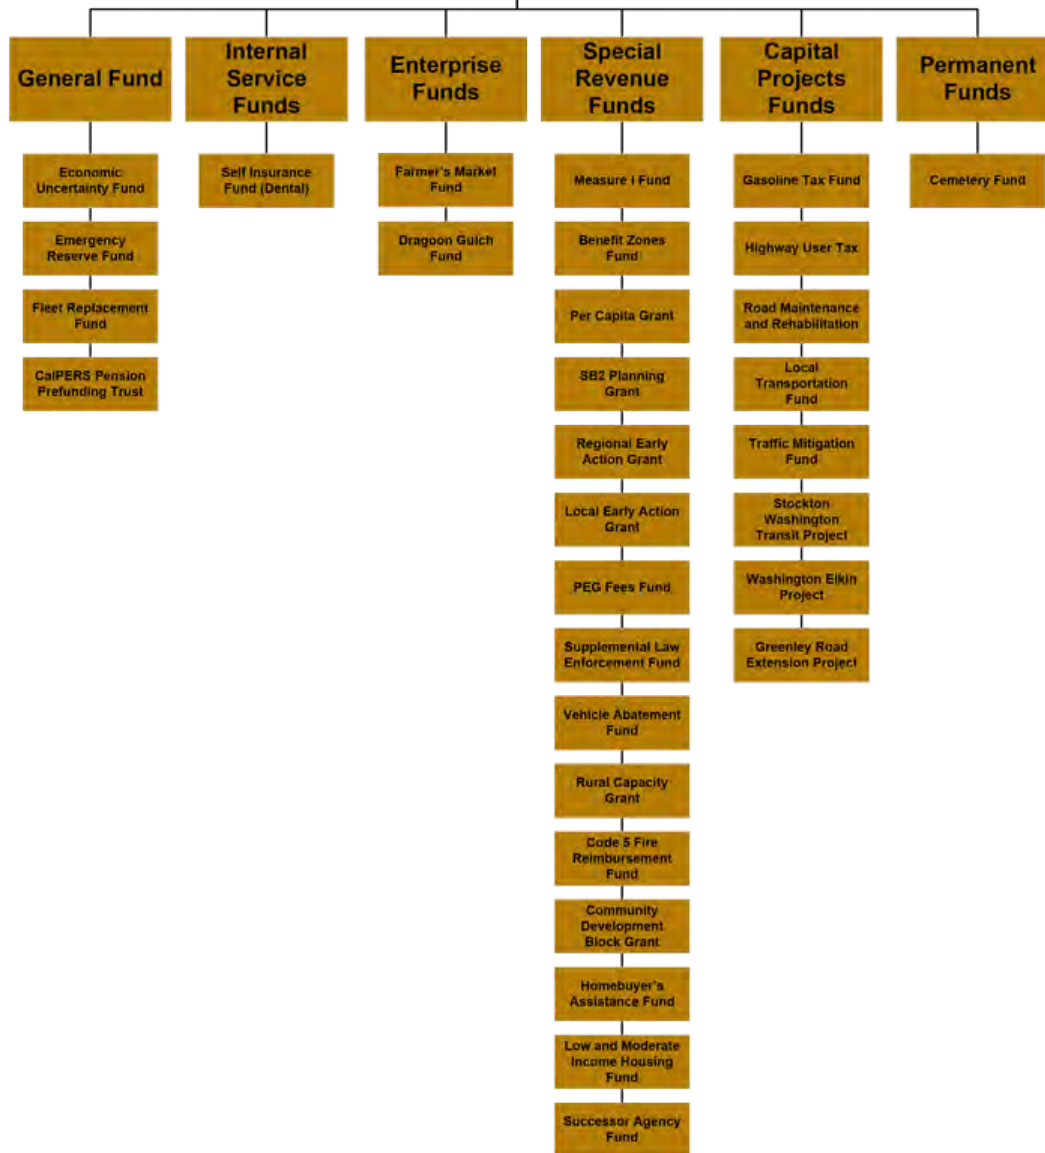 General Fund
Internal
Service
Funds
Enterprise
Funds
Special
Revenue
Funds
Capital
Projects
Funds
Permanent
Funds
Economic
Uncertainty Fund
Emergency
Reserve Fund
Fleet Replacement
Fund
CalPERS Pension
Prefunding Trust
Self Insurance
Fund (Dental)
Farmer's Market
Fund
Dragoon Gulch
Fund
Measure I Fund
Benefit Zones
Fund
Per Capita Grant
SB2 Planning
Grant
Regional Early
Action Grant
Local Early Action
Grant
PEG Fees Fund
Supplemental Law
Enforcement Fund
Vehicle Abatement
Fund
Rural Capacity
Grant
Code 5 Fire
Reimbursement
Fund
Community
Development
Block Grant
Homebuyer's
Assistance Fund
Low and Moderate
Income Housing
Fund
Successor Agency
Fund
Gasoline Tax Fund
Highway User Tax
Road Maintenance
and Rehabilitation
Local
Transportation
Fund
Traffic Mitigation
Fund
Stockton
Washington
Transit Project
Washington Elkin
Project
Greenley Road
Extension Project
Cemetery Fund